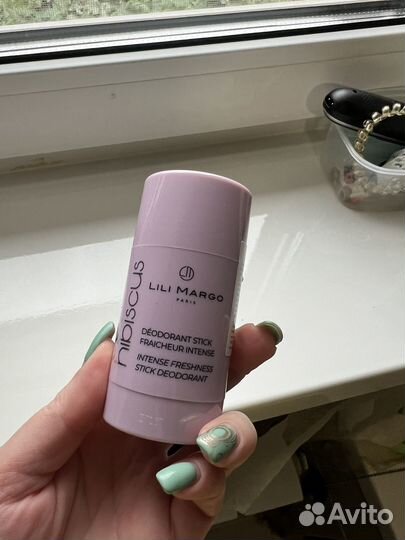 hibiscus
LILI MARGO
PARIS
DÉODORANT STICK
FRAICHEUR INTENSE
INTENSE FRESHNESS
STICK DEODORANT
Avito